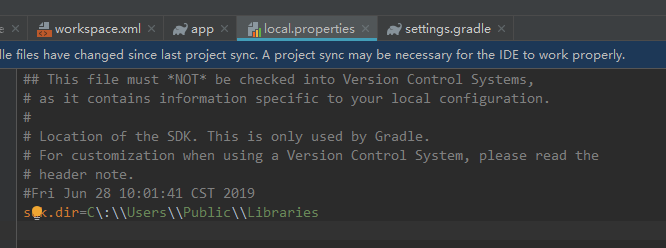 workspace.xml app local.properties settings.gradle
le files have changed since last project sync. A project sync may be necessary for the IDE to work properly.
## This file must *NOT* be checked into Version Control Systems,
# as it contains information specific to your local configuration.
#
# Location of the SDK. This is only used by Gradle.
# For customization when using a Version Control System, please read the
# header note.
#Fri Jun 28 10:01:41 CST 2019
sdk.dir=C\:\\Users\\Public\\Libraries